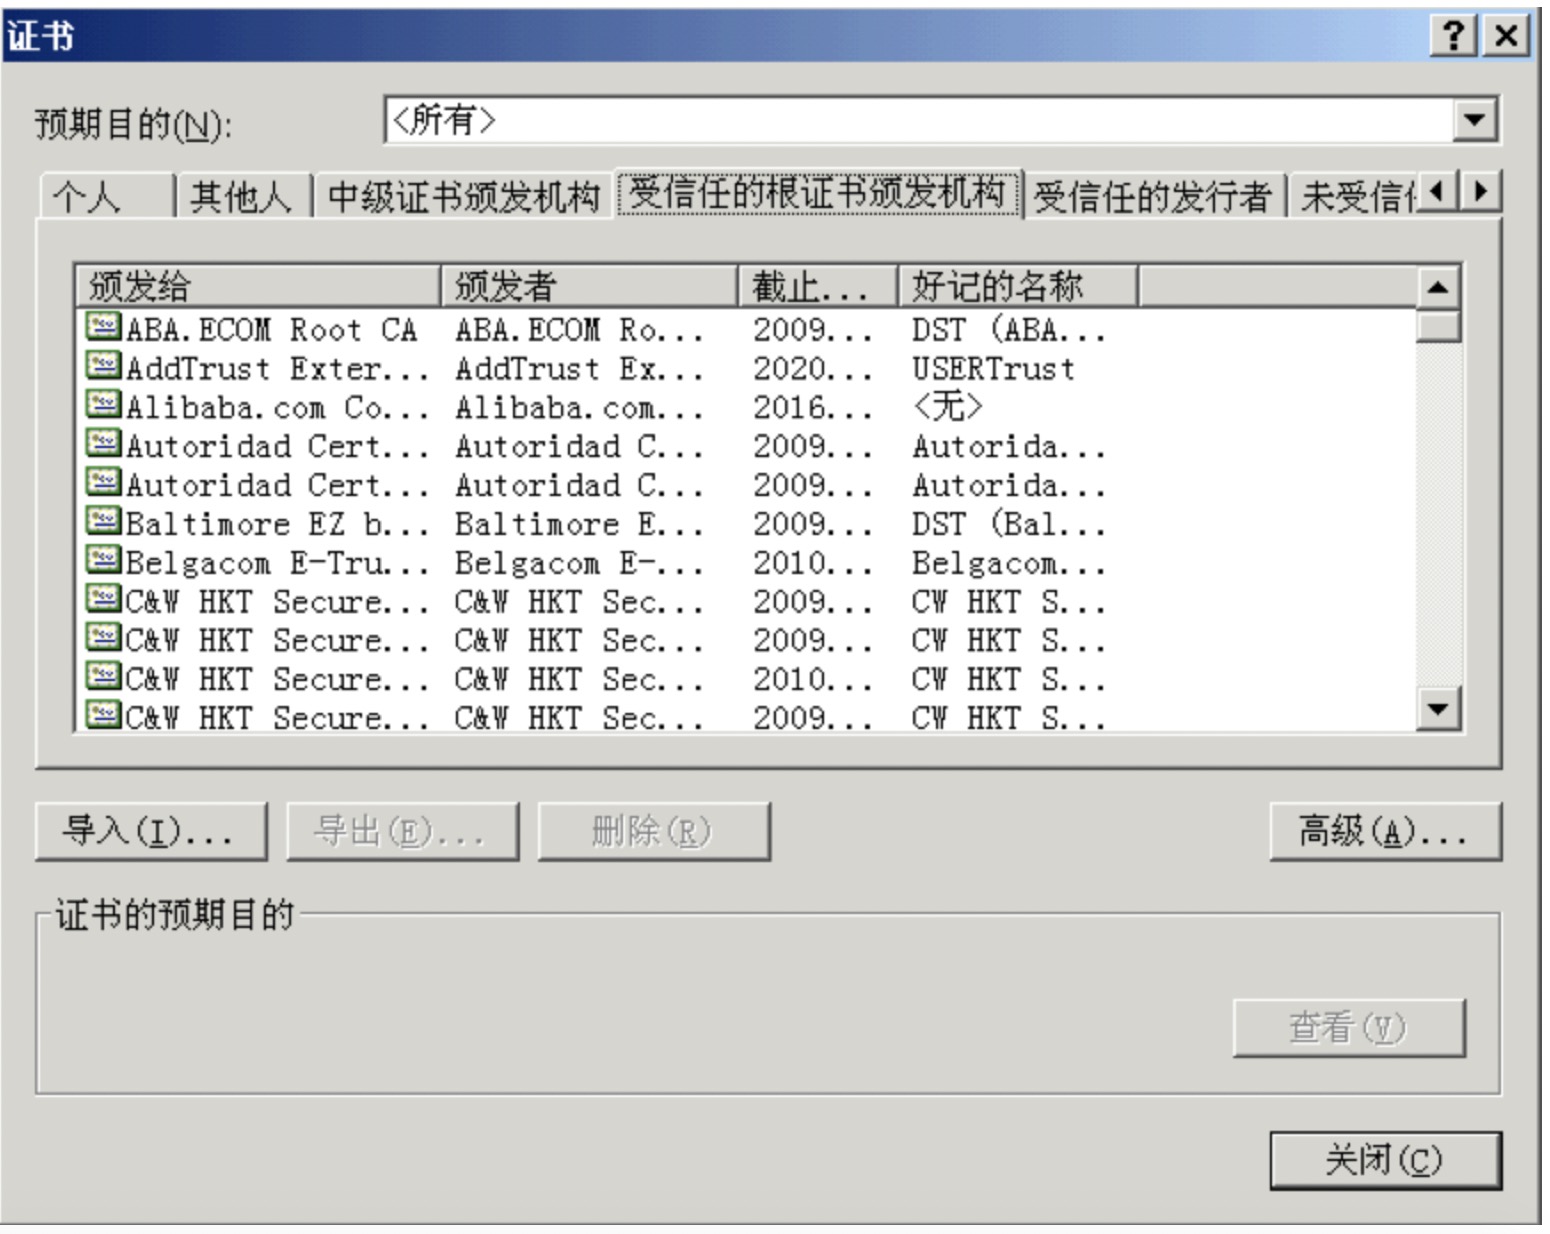 证书
预期目的(N): <所有>
个人 其他人 中级证书颁发机构 受信任的根证书颁发机构 受信任的发行者 未受信
颁发给 颁发者 截止... 好记的名称
ABA.ECOM Root CA ABA.ECOM Ro... 2009... DST (ABA...
AddTrust Exter... AddTrust Ex... 2020... USERTrust
Alibaba.com Co... Alibaba.com... 2016... <无>
Autoridad Cert... Autoridad C... 2009... Autorida...
Autoridad Cert... Autoridad C... 2009... Autorida...
Baltimore EZ b... Baltimore E... 2009... DST (Bal...
Belgacom E-Tru... Belgacom E-... 2010... Belgacom...
C&W HKT Secure... C&W HKT Sec... 2009... CW HKT S...
C&W HKT Secure... C&W HKT Sec... 2009... CW HKT S...
C&W HKT Secure... C&W HKT Sec... 2010... CW HKT S...
C&W HKT Secure... C&W HKT Sec... 2009... CW HKT S...
导入(I)... 导出(E)... 删除(R) 高级(A)...
证书的预期目的
查看(V)
关闭(C)